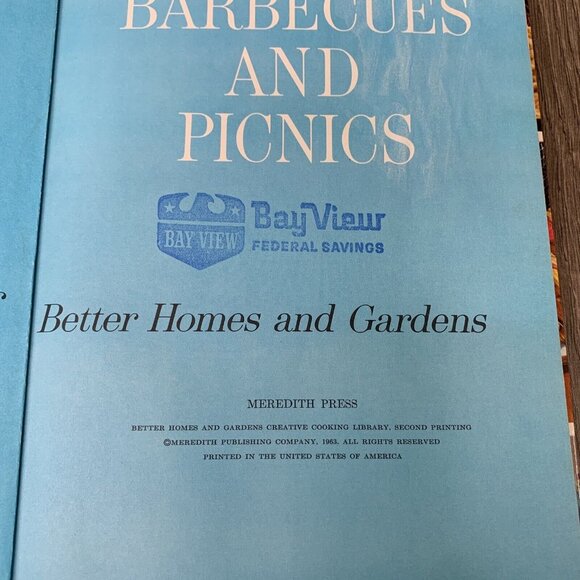 BARBECUES
AND
PICNICS
BAY VIEW
BayView
FEDERAL SAVINGS
Better Homes and Gardens
MEREDITH PRESS
BETTER HOMES AND GARDENS CREATIVE COOKING LIBRARY, SECOND PRINTING
©MEREDITH PUBLISHING COMPANY, 1963. ALL RIGHTS RESERVED
PRINTED IN THE UNITED STATES OF AMERICA